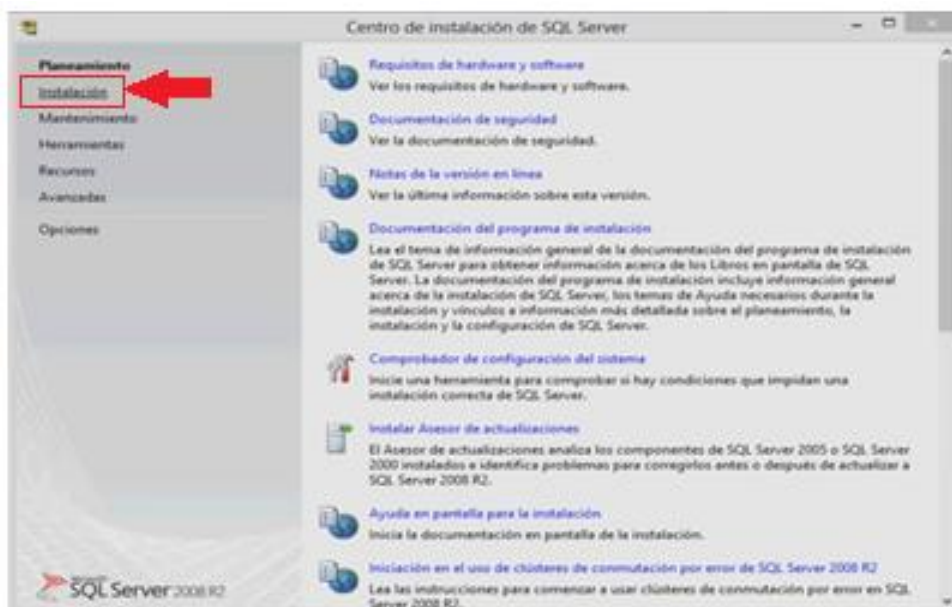 Centro de instalación de SQL Server
Planeamiento
Instalación
Mantenimiento
Herramientas
Recursos
Avanzadas
Opciones
Requisitos de hardware y software
Ver los requisitos de hardware y software.
Documentación de seguridad
Ver la documentación de seguridad.
Notas de la versión en línea
Ver la última información sobre esta versión.
Documentación del programa de instalación
Lea el tema de información general de la documentación del programa de instalación
de SQL Server para obtener información acerca de los Libros en pantalla de SQL
Server. La documentación del programa de instalación incluye información general
acerca de la instalación de SQL Server, los temas de Ayuda necesarios durante la
instalación y vínculos a información más detallada sobre el planeamiento, la
instalación y la configuración de SQL Server.
Comprobador de configuración del sistema
Inicie una herramienta para comprobar si hay condiciones que impidan una
instalación correcta de SQL Server.
Instalar Asesor de actualizaciones
El Asesor de actualizaciones analiza los componentes de SQL Server 2005 o SQL Server
2000 instalados e identifica problemas para corregirlos antes o después de actualizar a
SQL Server 2008 R2.
Ayuda en pantalla para la instalación
Inicia la documentación en pantalla de la instalación.
Iniciación en el uso de clústeres de conmutación por error de SQL Server 2008 R2
Lea las instrucciones para comenzar a usar clústeres de conmutación por error en SQL
Server 2008 R2.
SQL Server 2008 R2